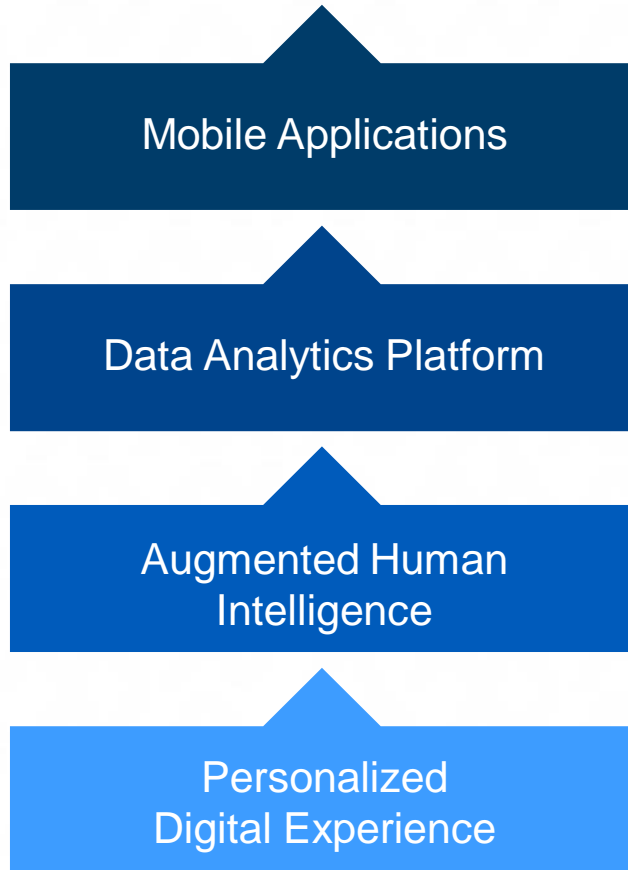 Mobile Applications
Data Analytics Platform
Augmented Human
Intelligence
Personalized
Digital Experience